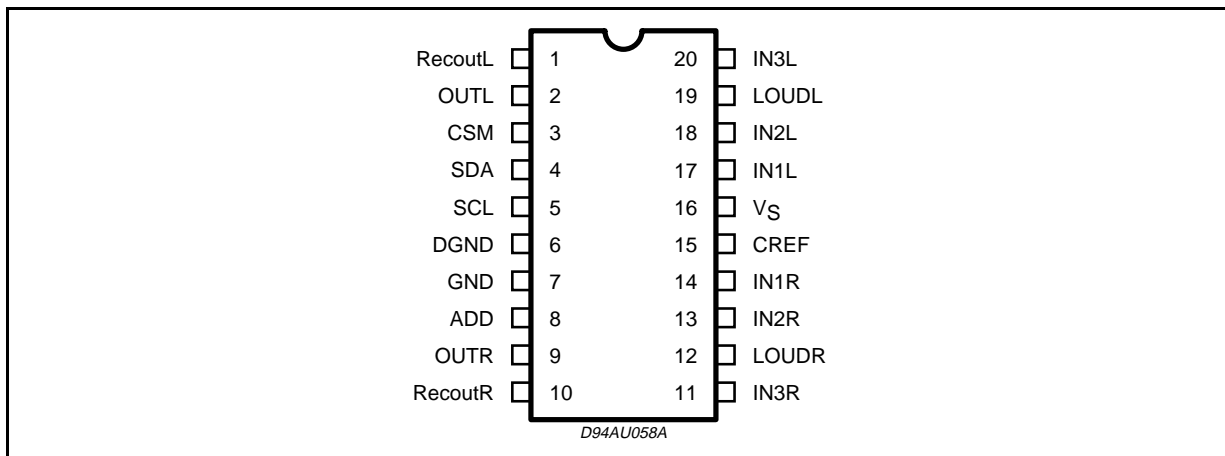 RecoutL 1 20 IN3L
OUTL 2 19 LOUDL
CSM 3 18 IN2L
SDA 4 17 IN1L
SCL 5 16 VS
DGND 6 15 CREF
GND 7 14 IN1R
ADD 8 13 IN2R
OUTR 9 12 LOUDR
RecoutR 10 11 IN3R
D94AU058A